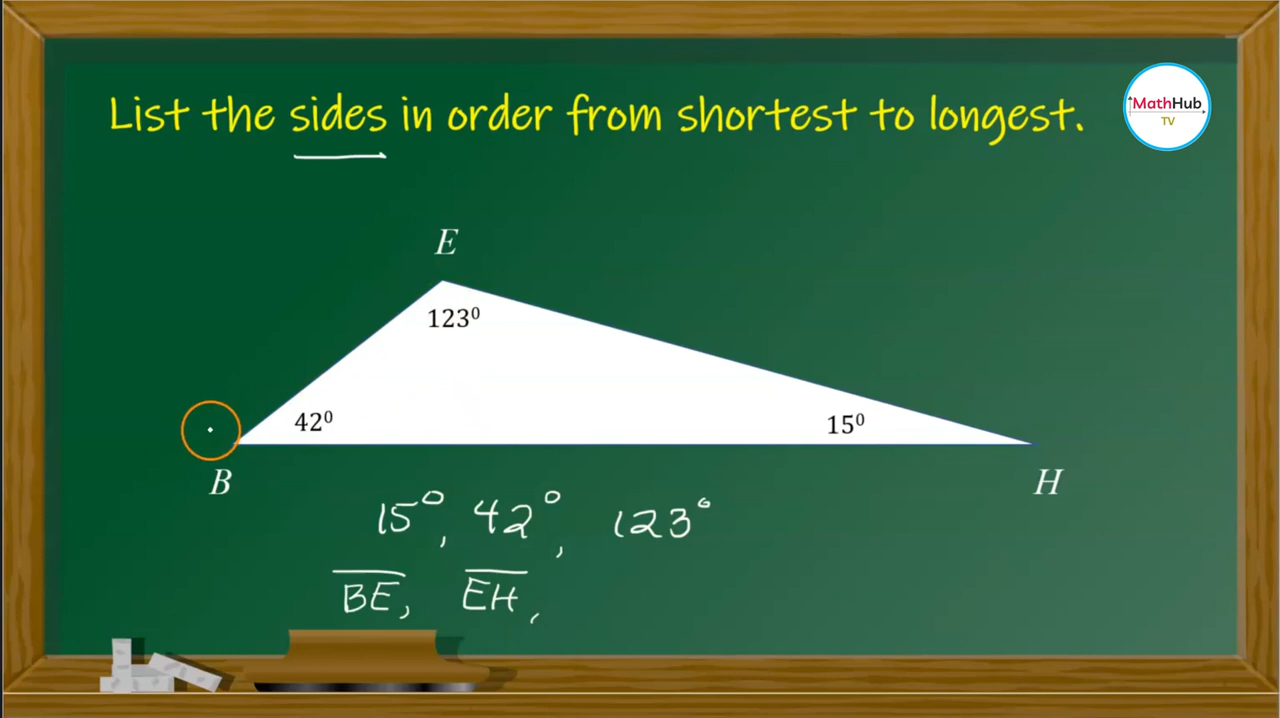 List the sides in order from shortest to longest.
MathHub
TV
E
123⁰
42⁰
15⁰
B
H
15°, 42°, 123°
BE, EH,